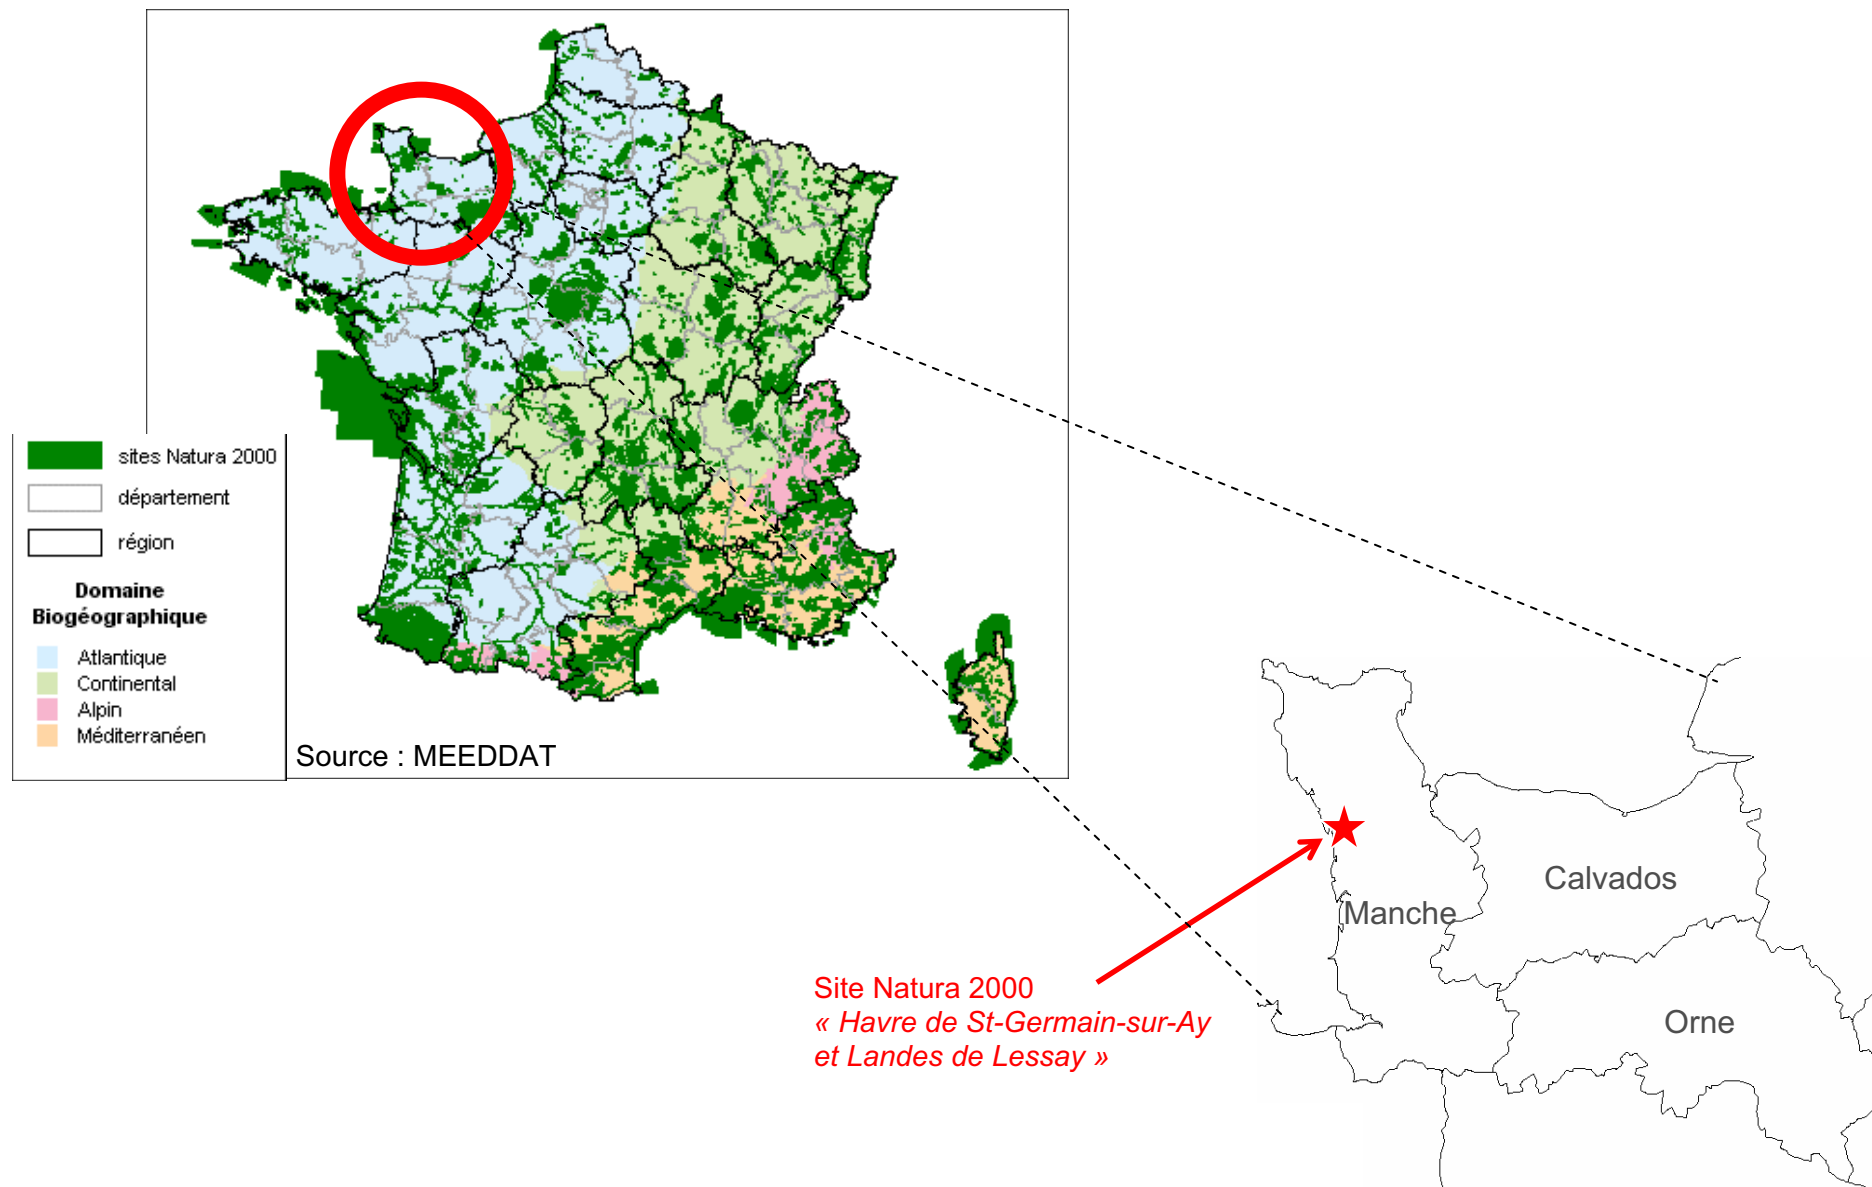 sites Natura 2000
département
région
Domaine
Biogéographique
Atlantique
Continental
Alpin
Méditerranéen
Source : MEEDDAT
Calvados
Manche
Orne
Site Natura 2000
« Havre de St-Germain-sur-Ay
et Landes de Lessay »